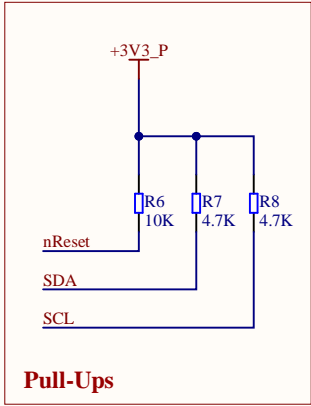 +3V3_P
R6 R7 R8
10K 4.7K 4.7K
nReset
SDA
SCL
Pull-Ups